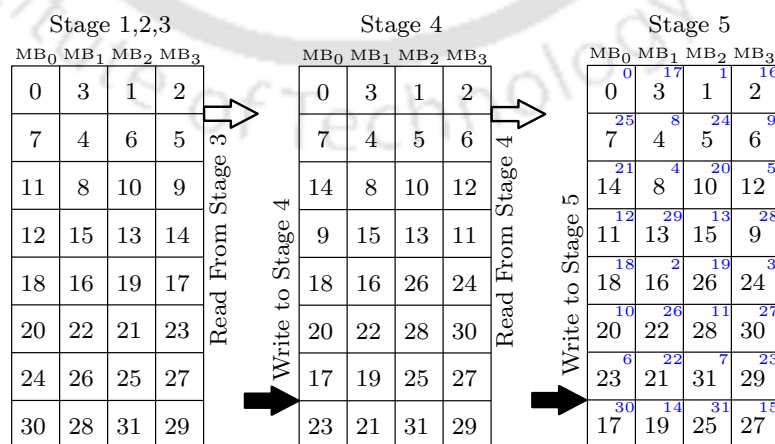 Stage 1,2,3
MB0 MB1 MB2 MB3
0 3 1 2
7 4 6 5
11 8 10 9
12 15 13 14
18 16 19 17
20 22 21 23
24 26 25 27
30 28 31 29
Read From Stage 3
Write to Stage 4
Stage 4
MB0 MB1 MB2 MB3
0 3 1 2
7 4 5 6
14 8 10 12
9 15 13 11
18 16 26 24
20 22 28 30
17 19 25 27
23 21 31 29
Read From Stage 4
Write to Stage 5
Stage 5
MB0 MB1 MB2 MB3
0 17 1 16
0 3 1 2
25 8 24 9
7 4 5 6
21 4 20 5
14 8 10 12
12 29 13 28
11 13 15 9
18 2 19 3
18 16 26 24
10 26 11 27
20 22 28 30
6 22 7 23
23 21 31 29
30 14 31 15
17 19 25 27
of Technology